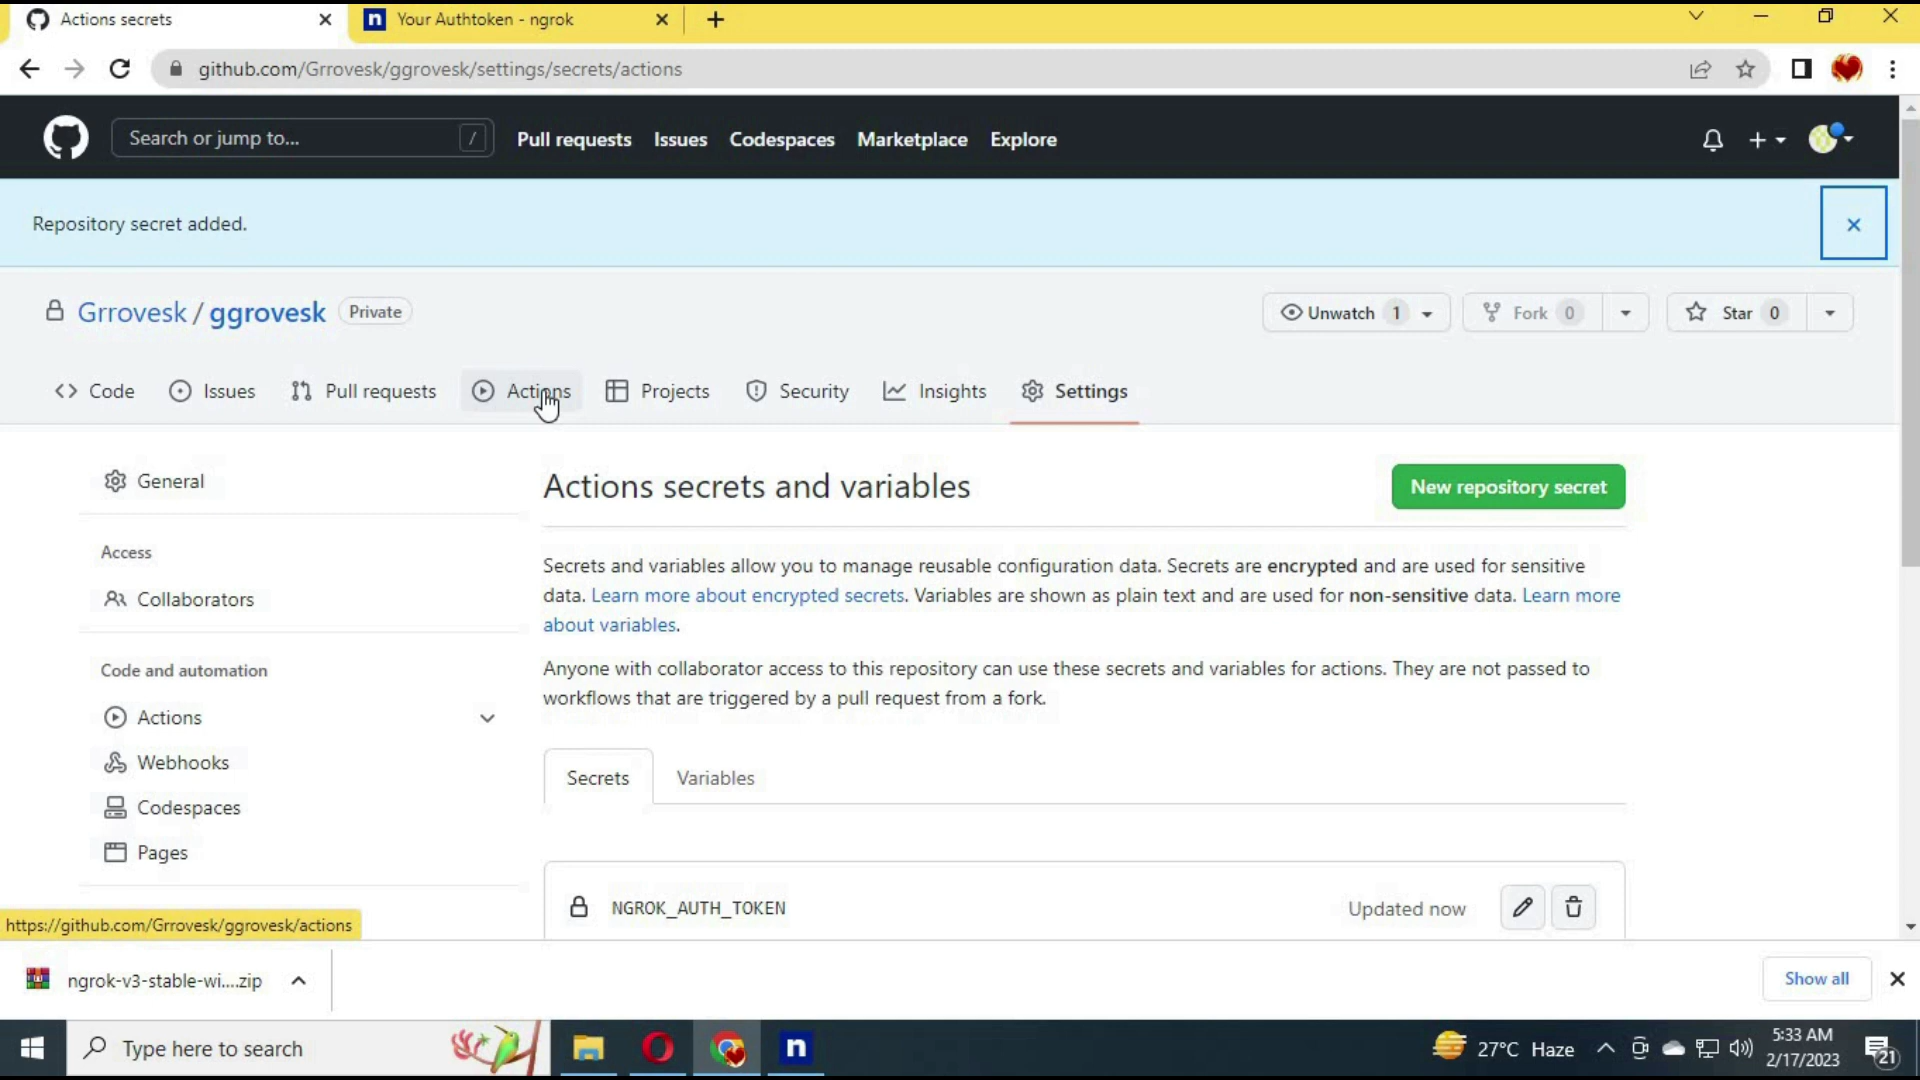 Actions secrets
Your Authtoken - ngrok
github.com/Grrovesk/ggrovesk/settings/secrets/actions
Search or jump to... /
Pull requests Issues Codespaces Marketplace Explore
Repository secret added.
Grrovesk / ggrovesk Private
Unwatch 1 Fork 0 Star 0
Code Issues Pull requests Actions Projects Security Insights Settings
General
Access
Collaborators
Code and automation
Actions
Webhooks
Codespaces
Pages
Actions secrets and variables
New repository secret
Secrets and variables allow you to manage reusable configuration data. Secrets are encrypted and are used for sensitive
data. Learn more about encrypted secrets. Variables are shown as plain text and are used for non-sensitive data. Learn more
about variables.
Anyone with collaborator access to this repository can use these secrets and variables for actions. They are not passed to
workflows that are triggered by a pull request from a fork.
Secrets Variables
NGROK_AUTH_TOKEN Updated now
https://github.com/Grrovesk/ggrovesk/actions
ngrok-v3-stable-wi....zip
Show all
Type here to search
n
27°C Haze
5:33 AM
2/17/2023
21